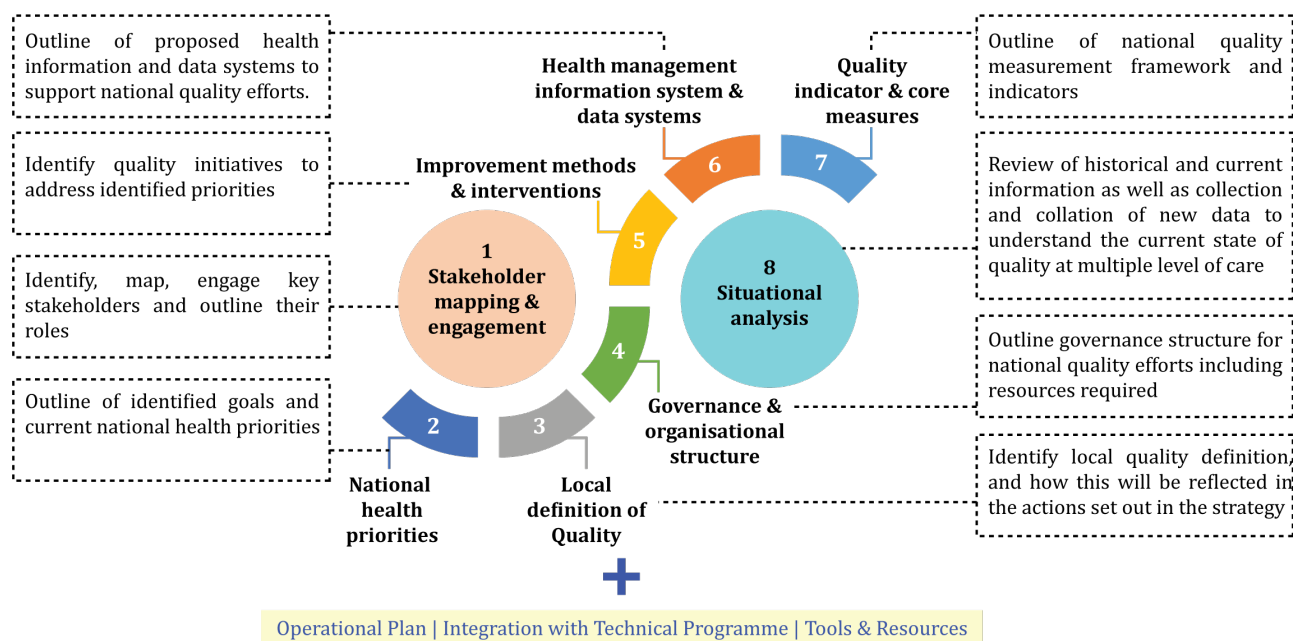 Outline of proposed health
information and data systems to
support national quality efforts.
Identify quality initiatives to
address identified priorities
Identify, map, engage key
stakeholders and outline their
roles
Outline of identified goals and
current national health priorities
Health management
information system &
data systems
6
Quality
indicator & core
measures
7
Improvement methods
& interventions
5
1
Stakeholder
mapping &
engagement
8
Situational
analysis
4
Governance &
organisational
structure
2
National
health
priorities
3
Local
definition of
Quality
Outline of national quality
measurement framework and
indicators
Review of historical and current
information as well as collection
and collation of new data to
understand the current state of
quality at multiple level of care
Outline governance structure for
national quality efforts including
resources required
Identify local quality definition,
and how this will be reflected in
the actions set out in the strategy
+
Operational Plan | Integration with Technical Programme | Tools & Resources